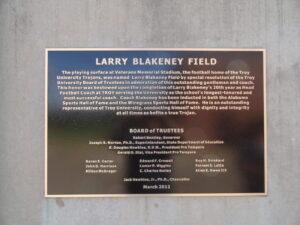 LARRY BLAKENEY FIELD
The playing surface at Veterans Memorial Stadium, the football home of the Troy
University Trojans, was named Larry Blakeney Field by special resolution of the Troy
University Board of Trustees in admiration of this outstanding gentleman and coach.
This honor was bestowed upon the completion of Larry Blakeney's 20th year as Head
Football Coach at TROY serving the University as the school's longest-tenured and
most successful coach. Coach Blakeney has been inducted in both the Alabama
Sports Hall of Fame and the Wiregrass Sports Hall of Fame. He is an outstanding
representative of Troy University, conducting himself with dignity and integrity
at all times as befits a true Trojan.
BOARD of TRUSTEES
Robert Bentley, Governor
Joseph B. Morton, Ph.D., Superintendent, State Department of Education
R. Douglas Hawkins, D.V.M., President Pro Tempore
Gerald O. Dial, Vice President Pro Tempore
Karen E. Carter Edward F. Crowell Roy H. Drinkard
John D. Harrison Lamar P. Higgins Forrest S. Latta
Milton McGregor C. Charles Nailen Allen E. Owen III
Jack Hawkins, Jr., Ph.D., Chancellor
March 2011